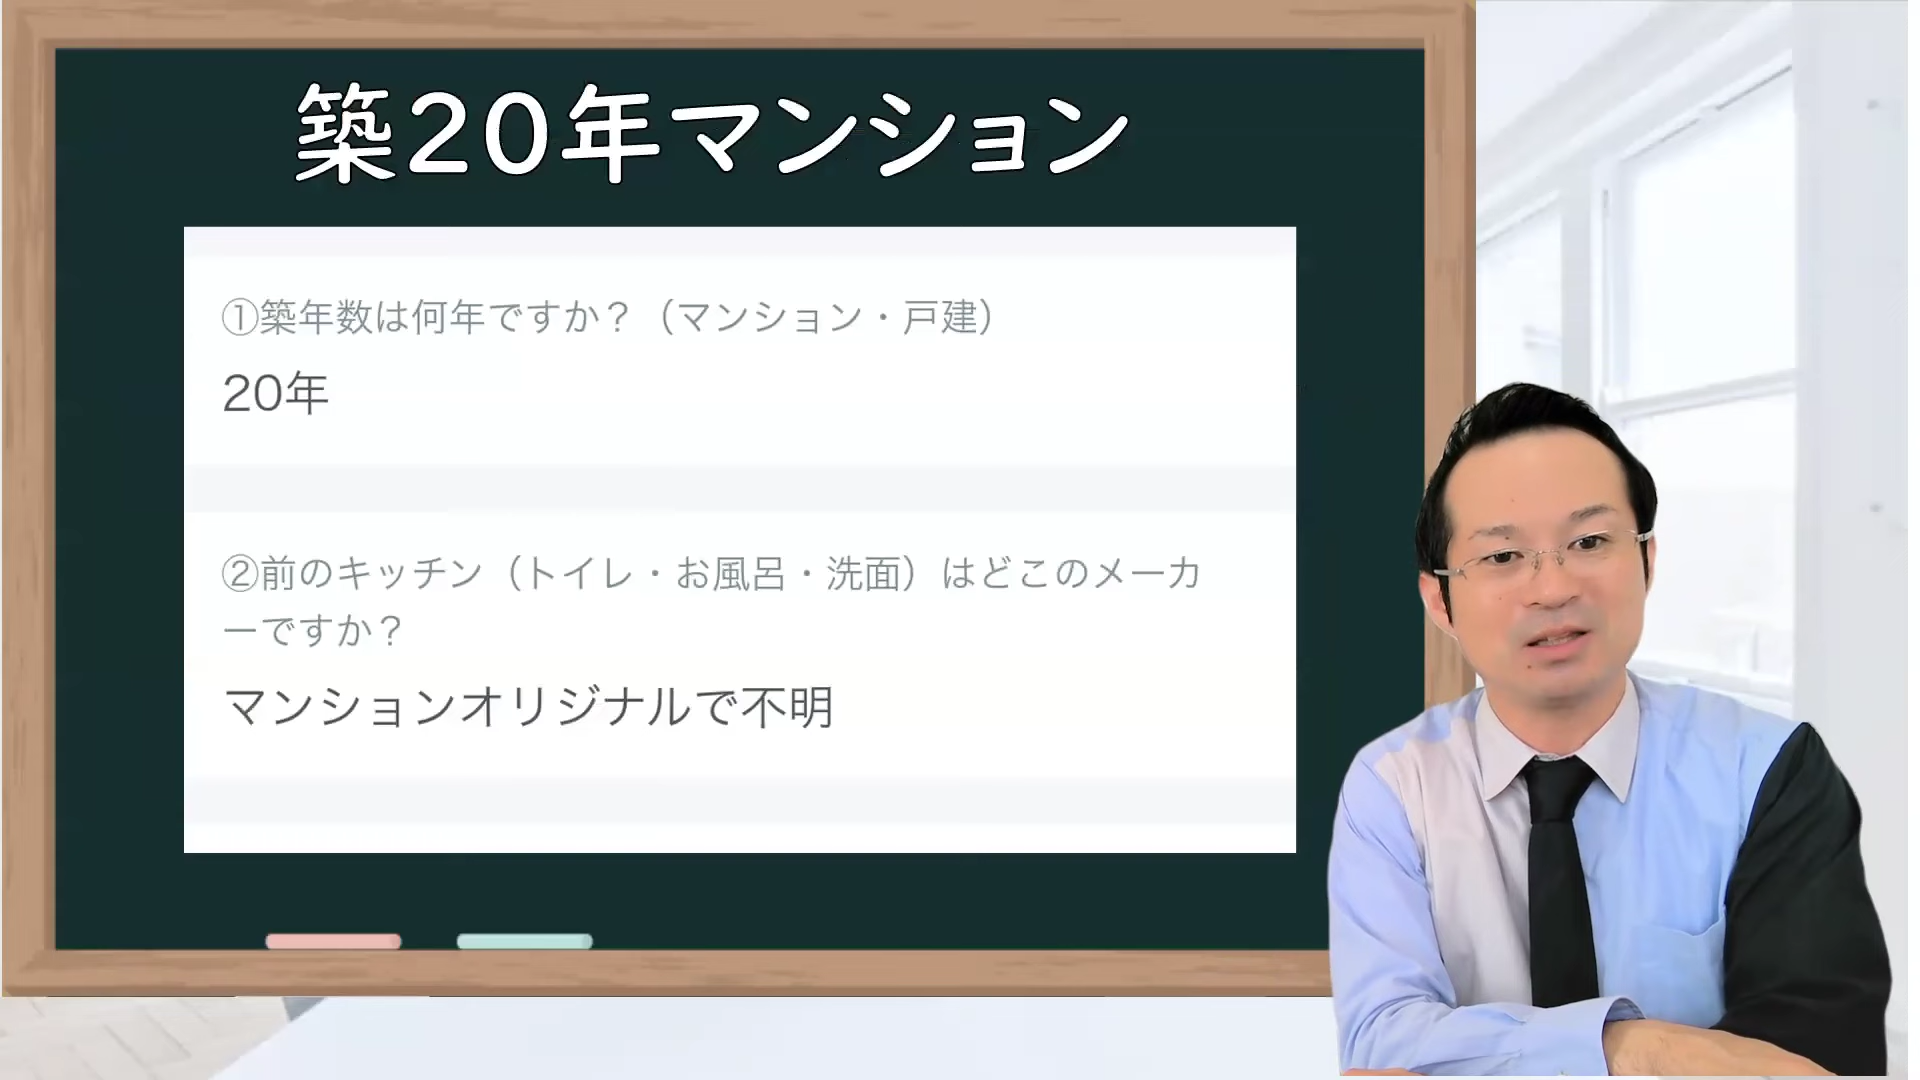 築20年マンション
①築年数は何年ですか？（マンション・戸建）
20年
②前のキッチン（トイレ・お風呂・洗面）はどこのメーカ
ーですか？
マンションオリジナルで不明